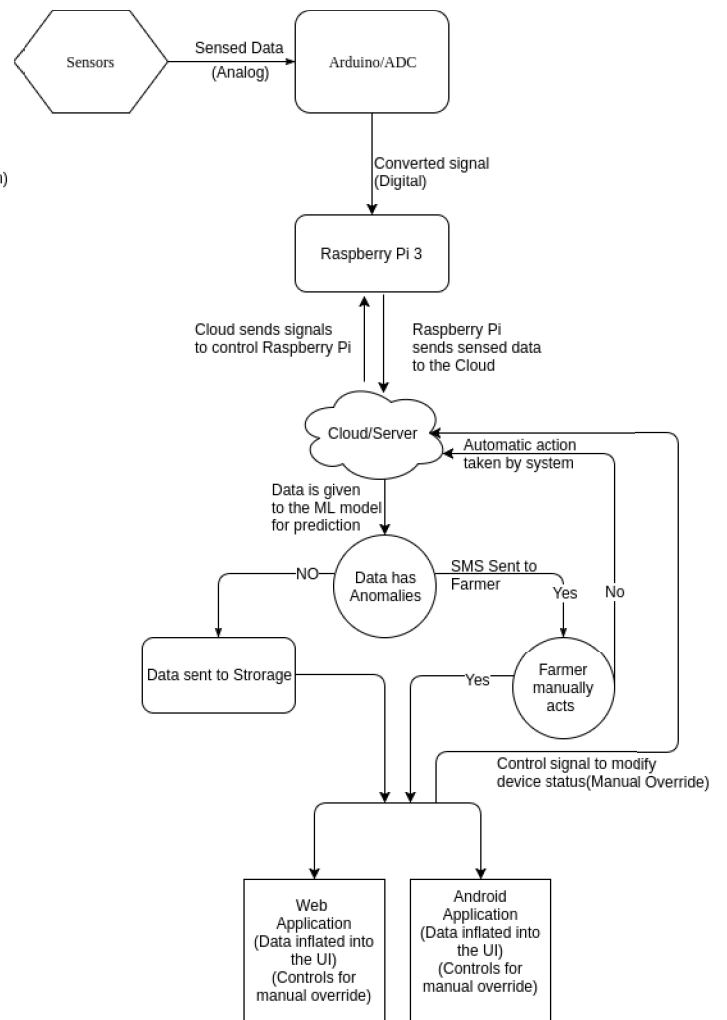 Sensors
Sensed Data
(Analog)
Arduino/ADC
Converted signal
(Digital)
Raspberry Pi 3
Cloud sends signals
to control Raspberry Pi
Raspberry Pi
sends sensed data
to the Cloud
Cloud/Server
Automatic action
taken by system
Data is given
to the ML model
for prediction
NO
Data has
Anomalies
SMS Sent to
Farmer
Yes
No
Data sent to Strorage
Yes
Farmer
manually
acts
Control signal to modify
device status(Manual Override)
Web
Application
(Data inflated into
the UI)
(Controls for
manual override)
Android
Application
(Data inflated into
the UI)
(Controls for
manual override)